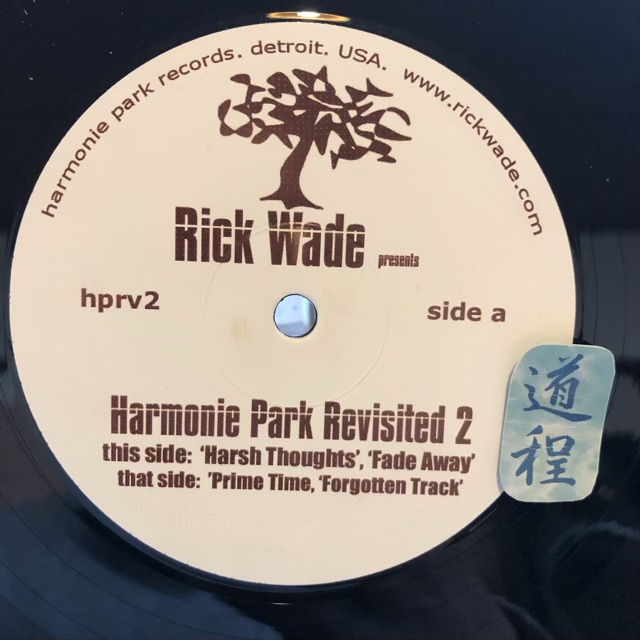 harmonie park records. detroit. USA. www.rickwade.com
Rick Wade presents
hprv2
side a
Harmonie Park Revisited 2
this side: ‘Harsh Thoughts’, ‘Fade Away’
that side: ’Prime Time, ‘Forgotten Track’
道程